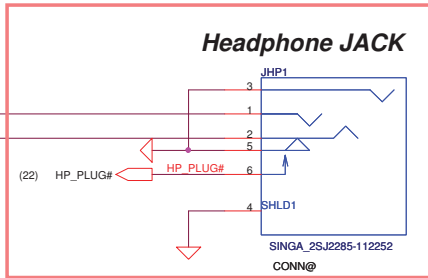 Headphone JACK
JHP1
3
1
2
5
(22) HP_PLUG# HP_PLUG# 6
4 SHLD1
SINGA_2SJ2285-112252
CONN@